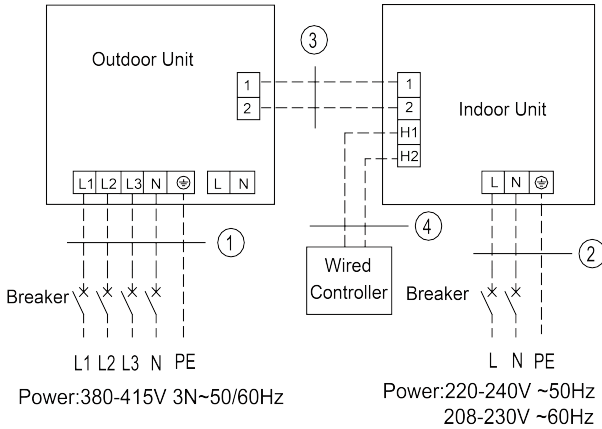 Outdoor Unit
1
2
L1 L2 L3 N
L N
③
Indoor Unit
1
2
H1
H2
L N
①
④
②
Wired
Controller
Breaker
L1 L2 L3 N PE
Power:380-415V 3N~50/60Hz
Breaker
L N PE
Power:220-240V ~50Hz
208-230V ~60Hz